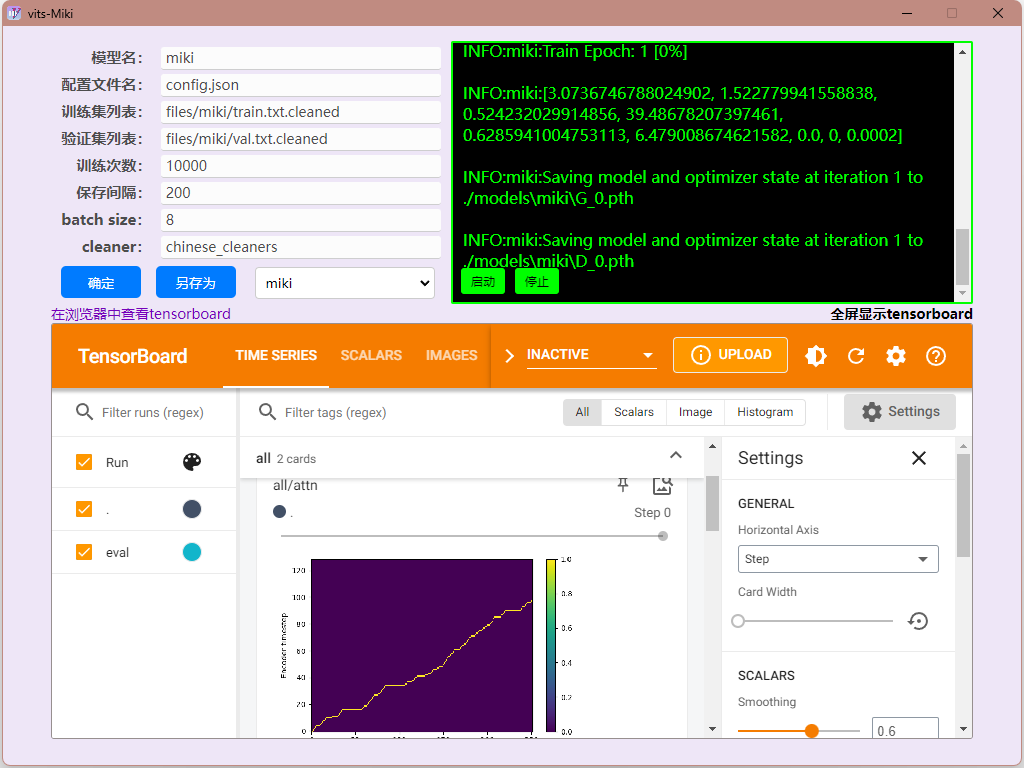 vits-Miki
模型名： miki
配置文件名： config.json
训练集列表： files/miki/train.txt.cleaned
验证集列表： files/miki/val.txt.cleaned
训练次数： 10000
保存间隔： 200
batch size： 8
cleaner： chinese_cleaners
确定 另存为 miki
INFO:miki:Train Epoch: 1 [0%]
INFO:miki:[3.0736746788024902, 1.522779941558838,
0.524232029914856, 39.48678207397461,
0.6285941004753113, 6.479008674621582, 0.0, 0, 0.0002]
INFO:miki:Saving model and optimizer state at iteration 1 to
./models\miki\G_0.pth
INFO:miki:Saving model and optimizer state at iteration 1 to
./models\miki\D_0.pth
启动 停止
在浏览器中查看tensorboard 全屏显示tensorboard
TensorBoard TIME SERIES SCALARS IMAGES INACTIVE UPLOAD
Filter runs (regex) Filter tags (regex) All Scalars Image Histogram Settings
Run
.
eval
all 2 cards
all/attn
. Step 0
120
100
80
60
40
20
0
Encoder timestep
1.0
0.8
0.6
0.4
0.2
0.0
Settings
GENERAL
Horizontal Axis
Step
Card Width
SCALARS
Smoothing
0.6